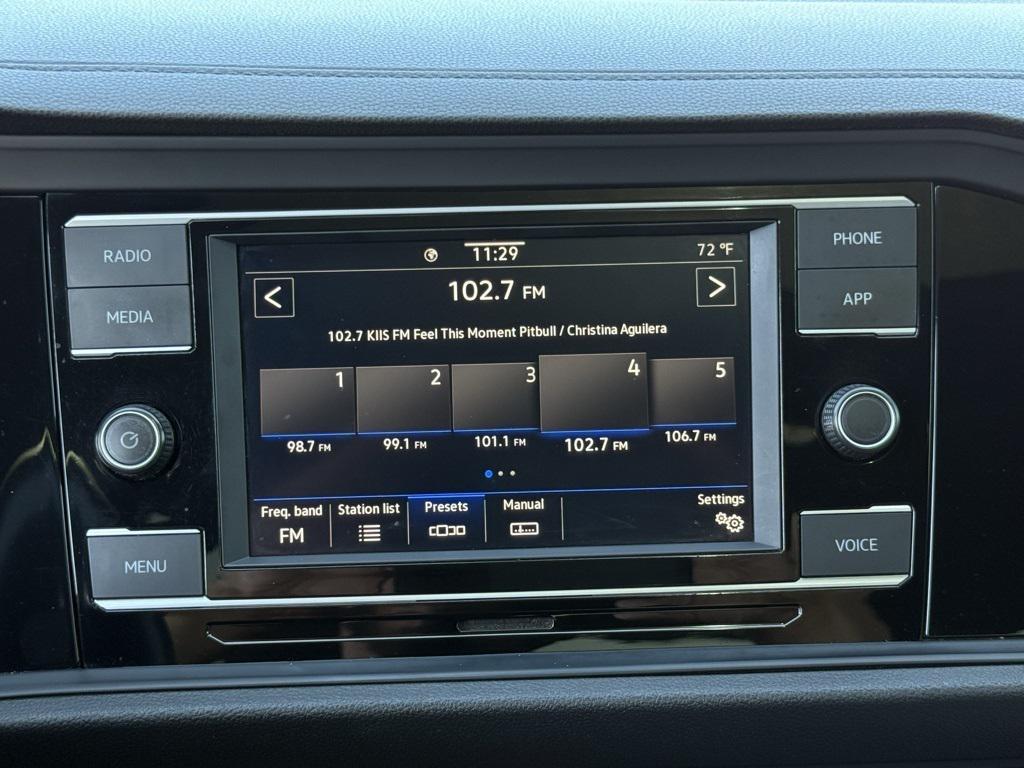 RADIO
MEDIA
MENU
PHONE
APP
VOICE
11:29
72 °F
<
102.7 FM
>
102.7 KIIS FM Feel This Moment Pitbull / Christina Aguilera
1 2 3 4 5
98.7 FM 99.1 FM 101.1 FM 102.7 FM 106.7 FM
Freq. band Station list Presets Manual Settings
FM